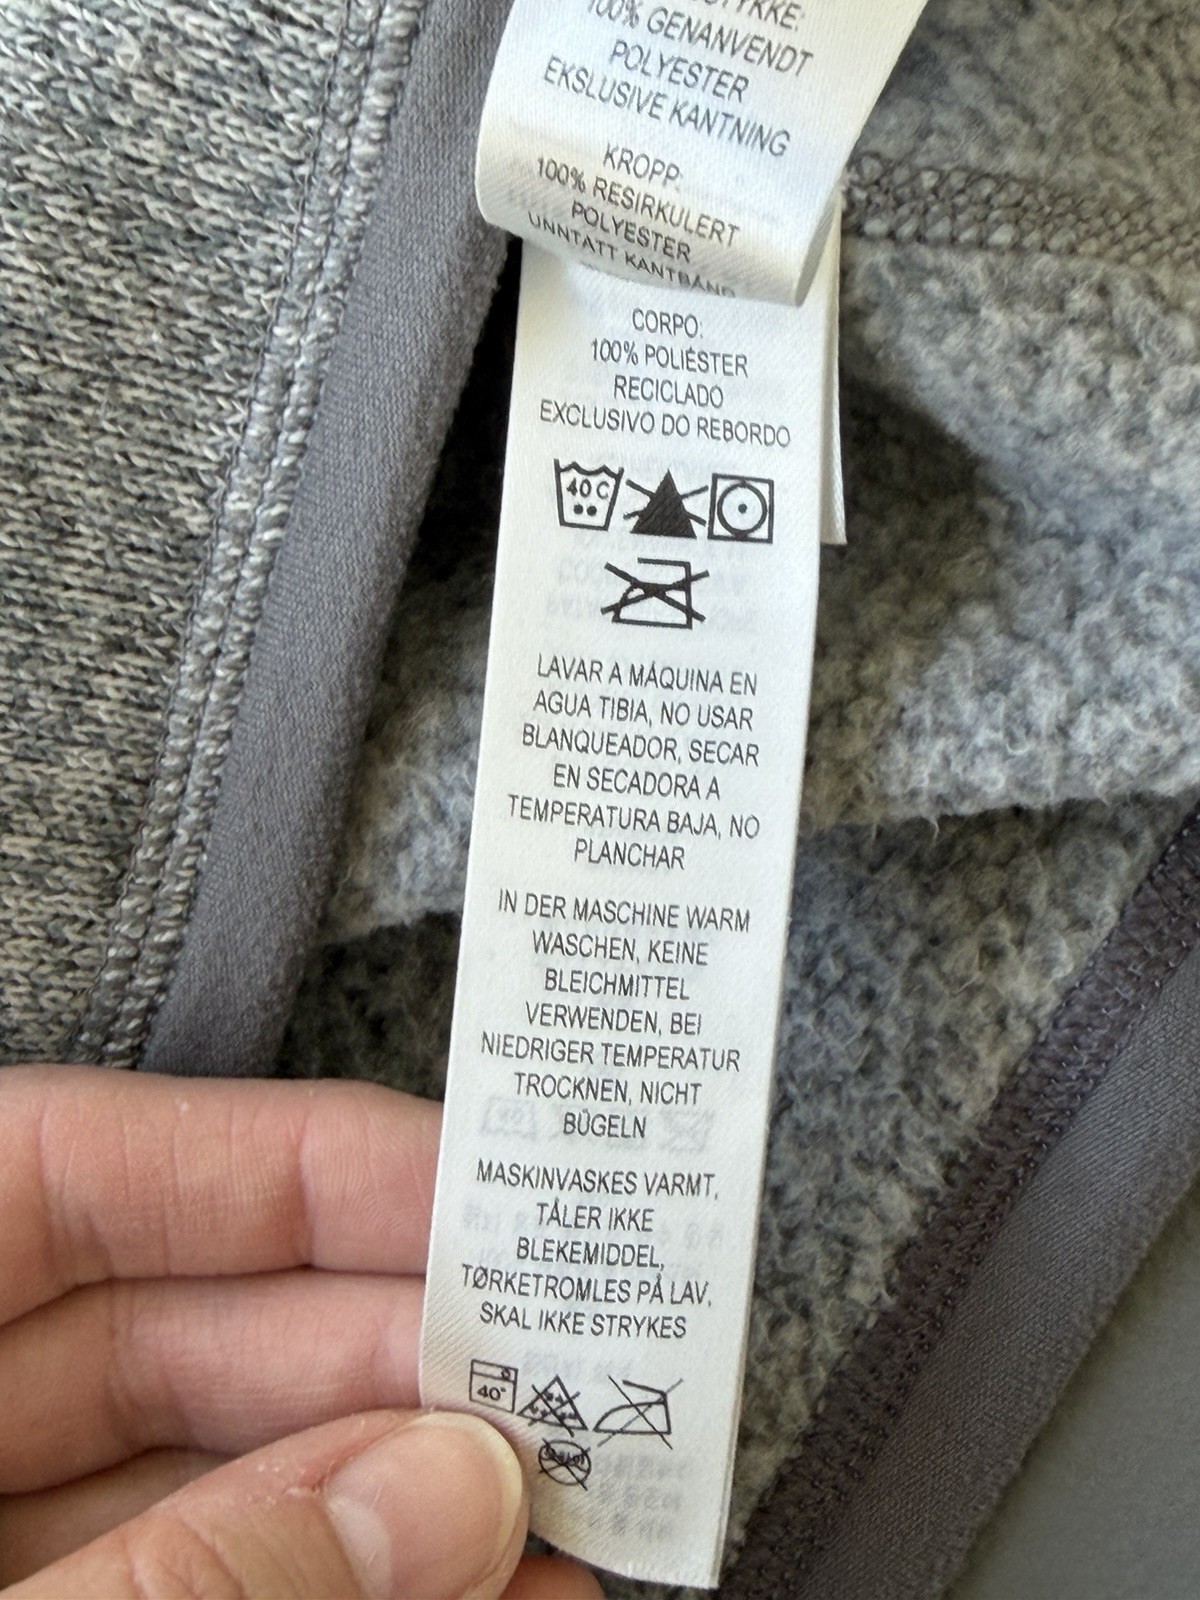 100% GENANVENDT
POLYESTER
EKSLUSIVE KANTNING
KROPP:
100% RESIRKULERT
POLYESTER
UNNTATT KANTBÅND
CORPO:
100% POLIÉSTER
RECICLADO
EXCLUSIVO DO REBORDO
40 C
LAVAR A MÁQUINA EN
AGUA TIBIA, NO USAR
BLANQUEADOR, SECAR
EN SECADORA A
TEMPERATURA BAJA, NO
PLANCHAR
IN DER MASCHINE WARM
WASCHEN, KEINE
BLEICHMITTEL
VERWENDEN, BEI
NIEDRIGER TEMPERATUR
TROCKNEN, NICHT
BÜGELN
MASKINVASKES VARMT,
TÅLER IKKE
BLEKEMIDDEL,
TØRKETROMLES PÅ LAV,
SKAL IKKE STRYKES
40°